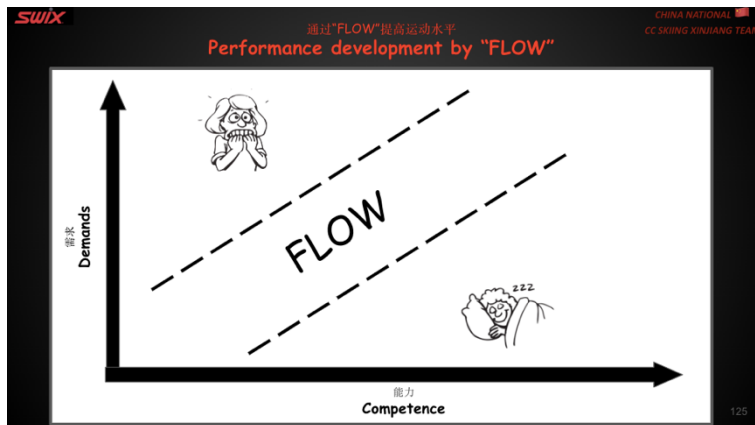 SWIX
CHINA NATIONAL
CC SKIING XINJIANG TEAM
通过"FLOW"提高运动水平
Performance development by “FLOW”
需求
Demands
FLOW
zzz
能力
Competence
125